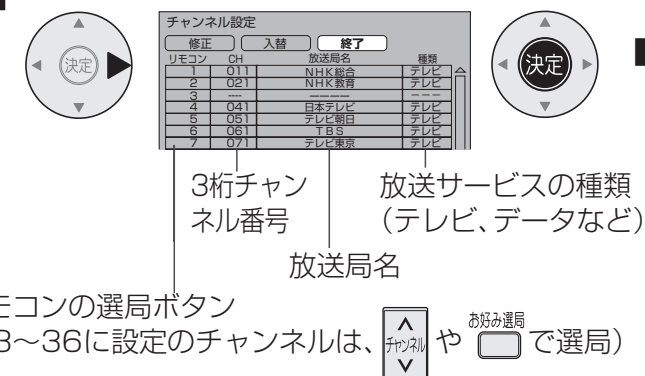 チャンネル設定
修正 入替 終了
リモコン CH 放送局名 種類
1 011 NHK総合 テレビ
2 021 NHK教育 テレビ
3 --- ---- ---
4 041 日本テレビ テレビ
5 051 テレビ朝日 テレビ
6 061 TBS テレビ
7 071 テレビ東京 テレビ
決定
決定
3桁チャン
ネル番号
放送サービスの種類
(テレビ、データなど)
放送局名
モコンの選局ボタン
3~36に設定のチャンネルは、チャンネル や お好み選局 で選局)